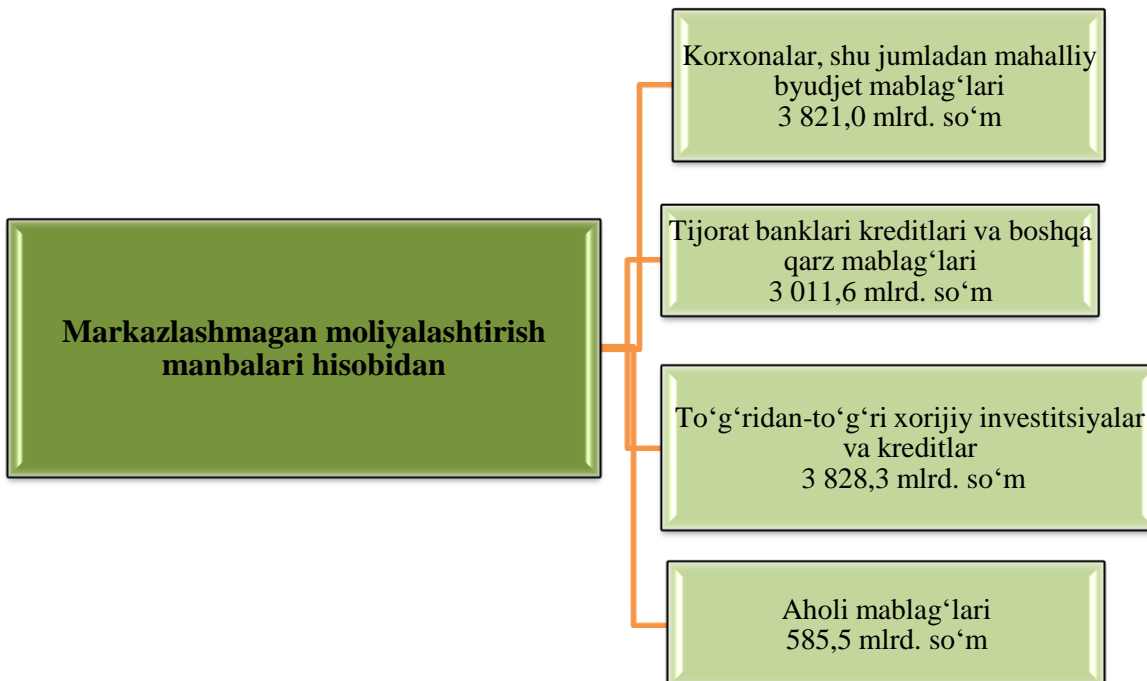 Korxonalar, shu jumladan mahalliy
byudjet mablag‘lari
3 821,0 mlrd. so‘m
Tijorat banklari kreditlari va boshqa
qarz mablag‘lari
3 011,6 mlrd. so‘m
Markazlashmagan moliyalashtirish
manbalari hisobidan
To‘g‘ridan-to‘g‘ri xorijiy investitsiyalar
va kreditlar
3 828,3 mlrd. so‘m
Aholi mablag‘lari
585,5 mlrd. so‘m